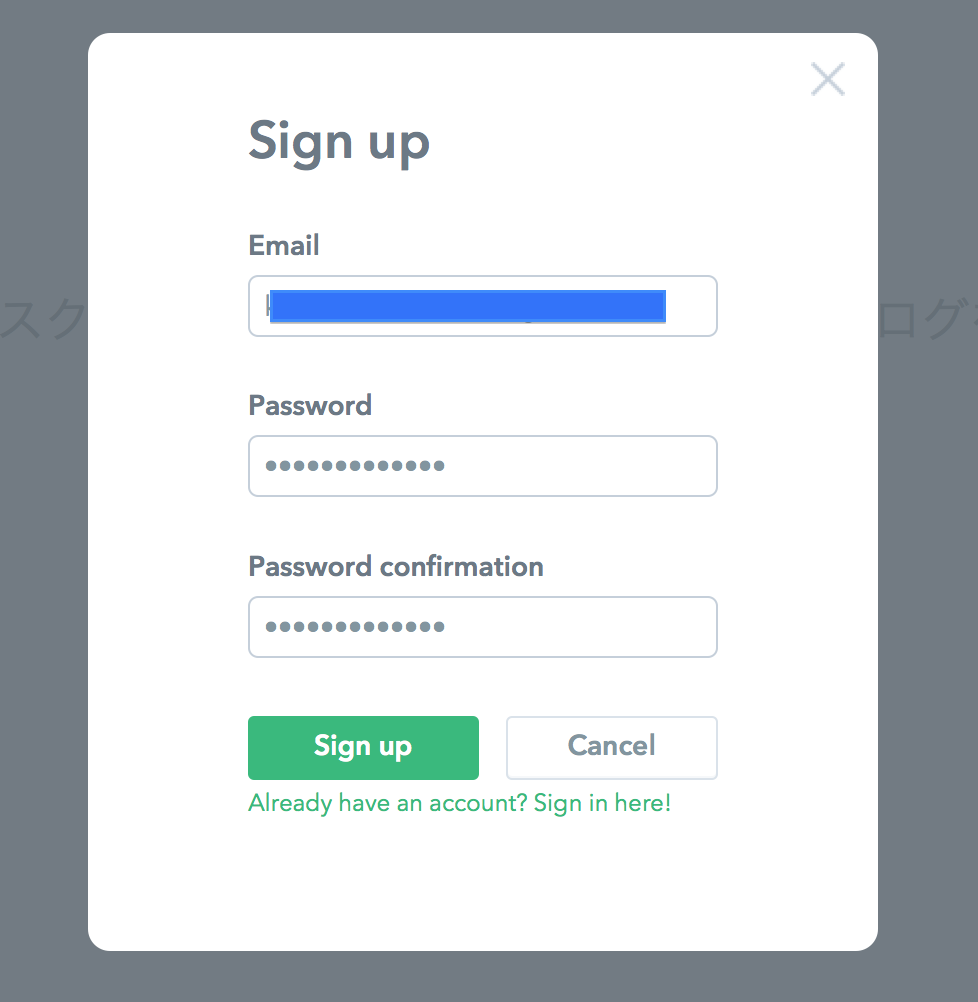 Sign up
Email
Password
•••••••••••••
Password confirmation
•••••••••••••
Sign up
Cancel
Already have an account? Sign in here!
スク
ログ